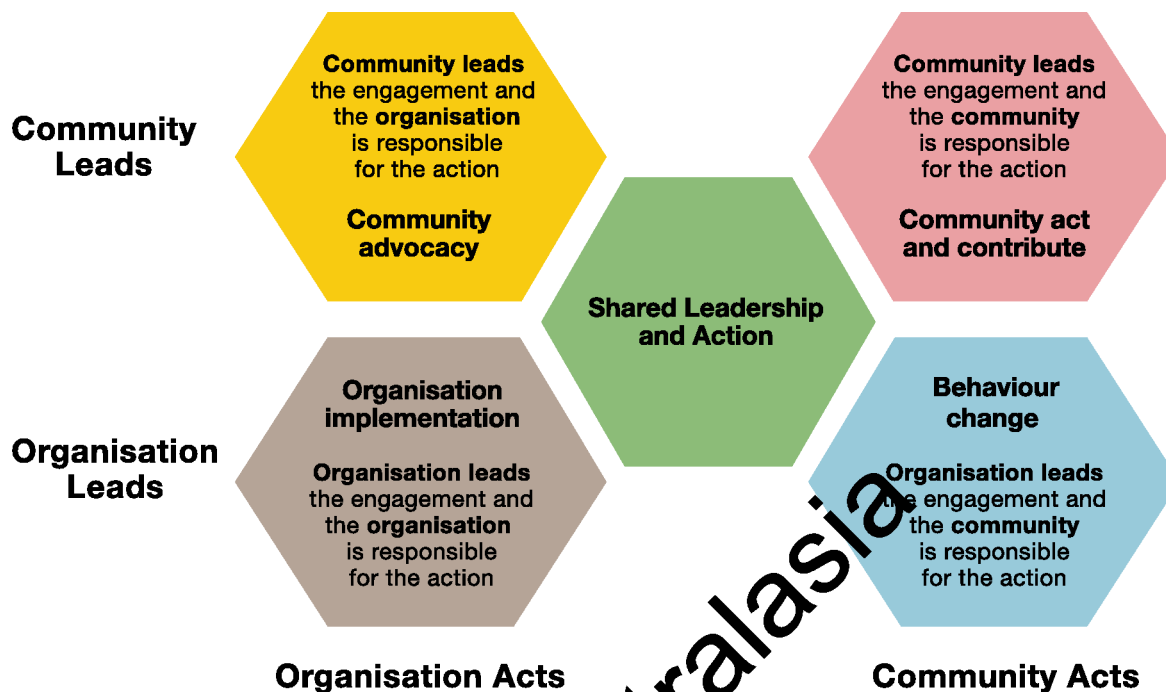 Community
Leads
Community leads
the engagement and
the organisation
is responsible
for the action
Community
advocacy
Community leads
the engagement and
the community
is responsible
for the action
Community act
and contribute
Shared Leadership
and Action
Organisation
Leads
Organisation
implementation
Organisation leads
the engagement and
the organisation
is responsible
for the action
Behaviour
change
Organisation leads
the engagement and
the community
is responsible
for the action
Organisation Acts
Community Acts
tralasia